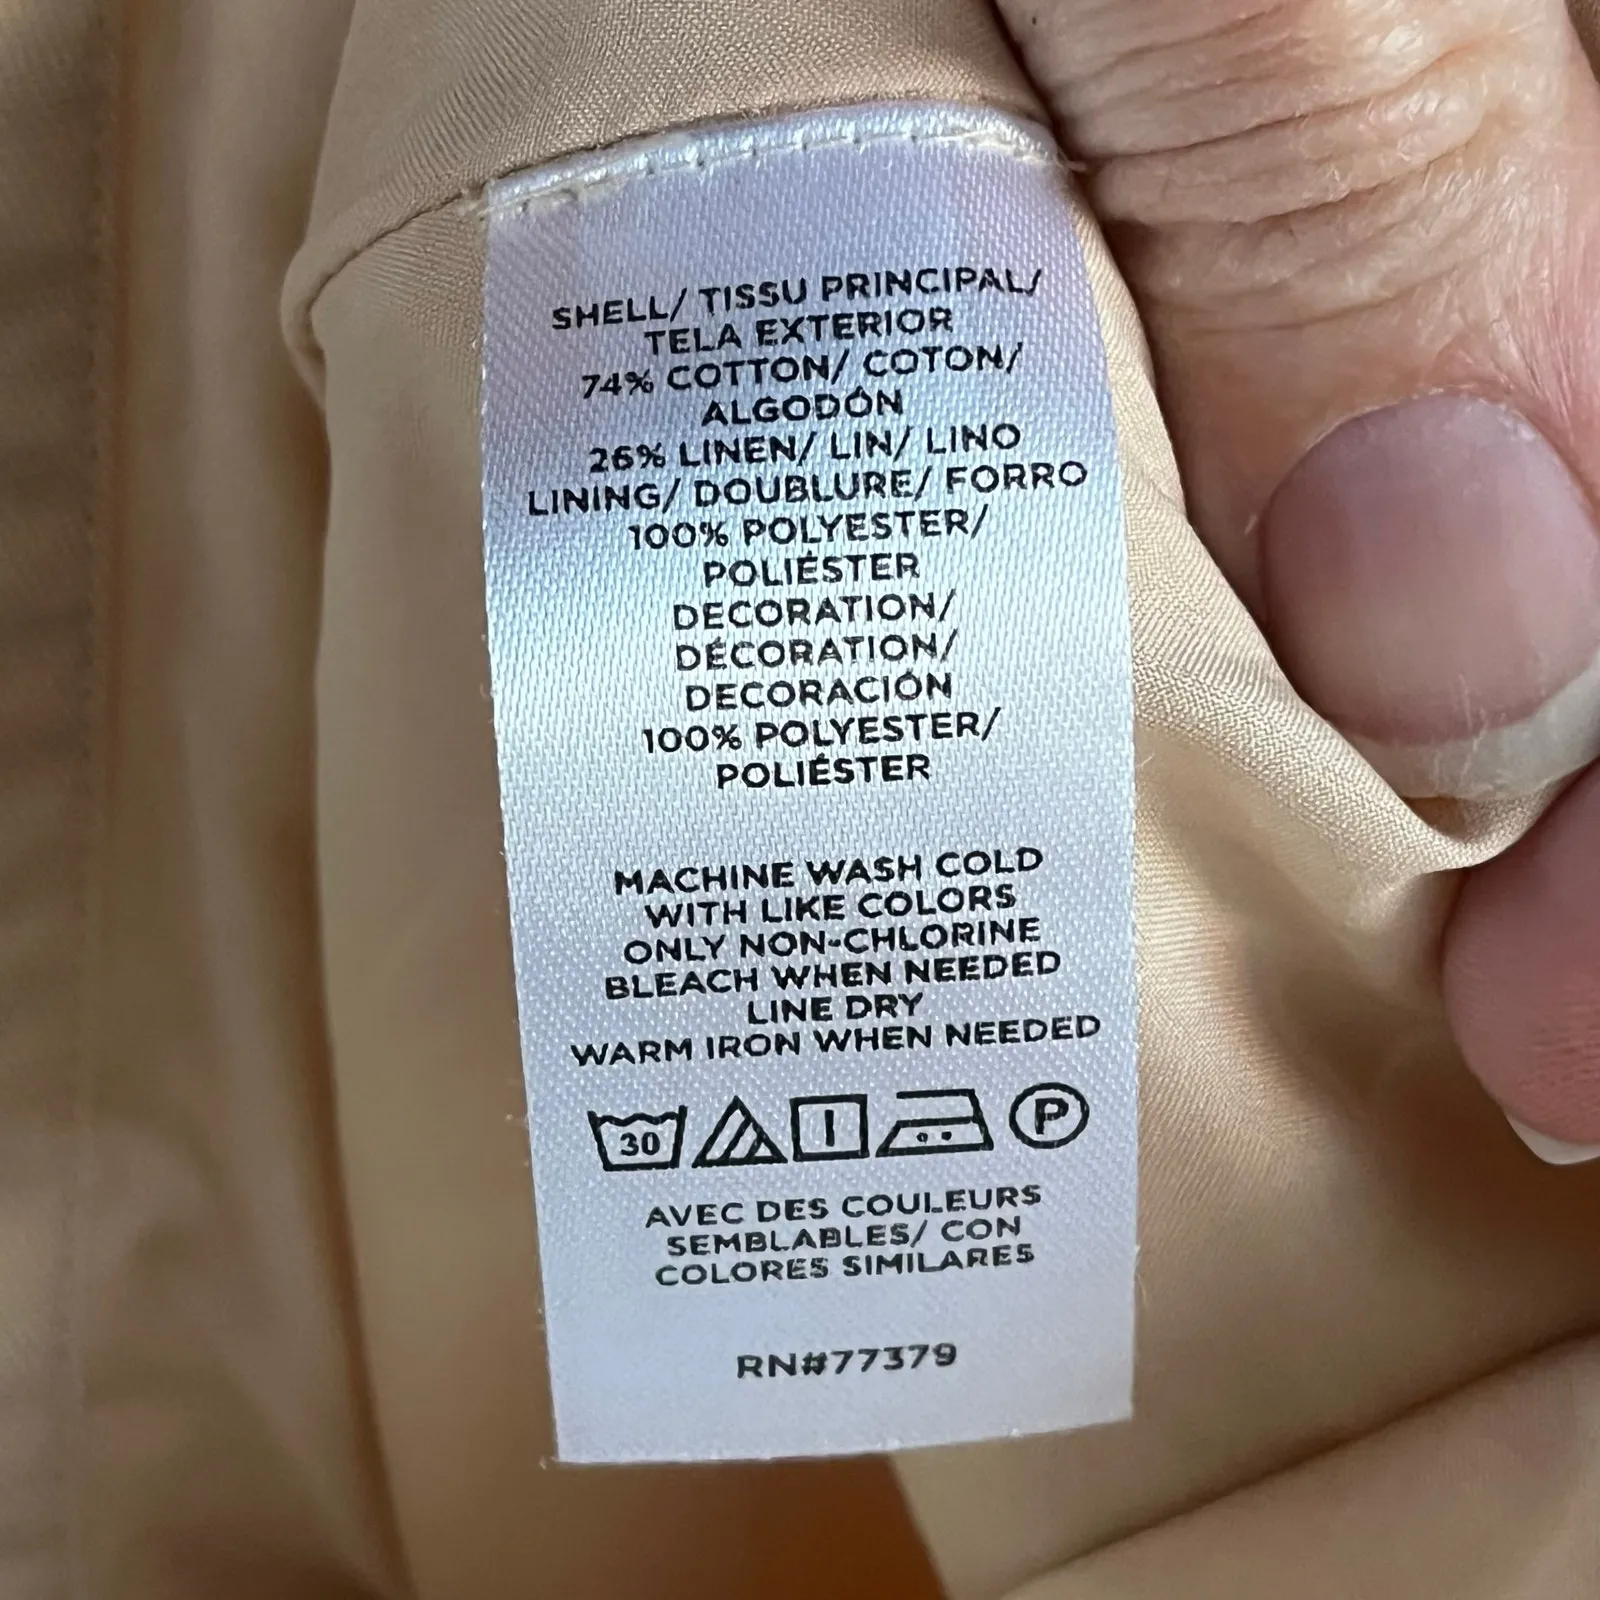 SHELL/ TISSU PRINCIPAL/
TELA EXTERIOR
74% COTTON/ COTON/
ALGODÓN
26% LINEN/ LIN/ LINO
LINING/ DOUBLURE/ FORRO
100% POLYESTER/
POLIÉSTER
DECORATION/
DÉCORATION/
DECORACIÓN
100% POLYESTER/
POLIÉSTER
MACHINE WASH COLD
WITH LIKE COLORS
ONLY NON-CHLORINE
BLEACH WHEN NEEDED
LINE DRY
WARM IRON WHEN NEEDED
30 P
AVEC DES COULEURS
SEMBLABLES/ CON
COLORES SIMILARES
RN#77379